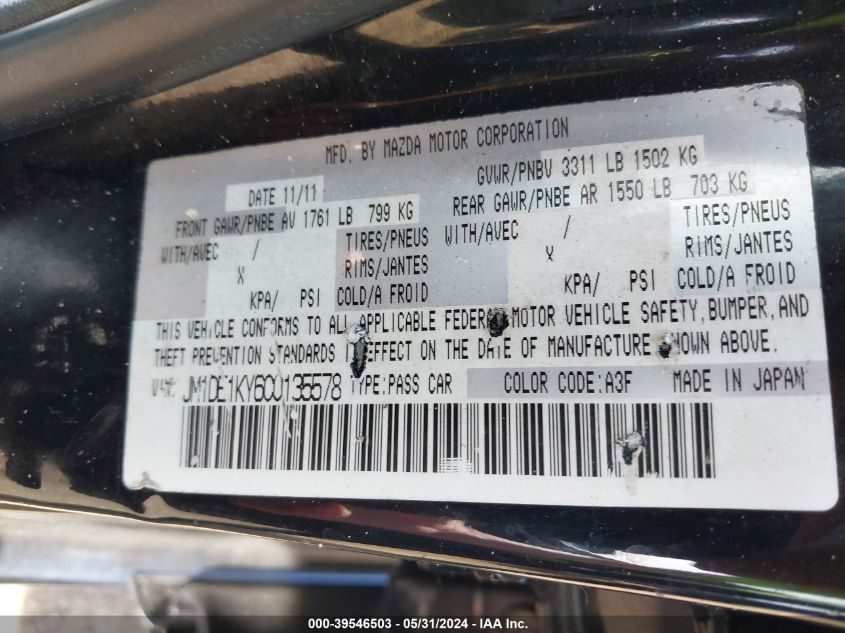 MFD. BY MAZDA MOTOR CORPORATION
DATE 11/11 GVWR/PNBV 3311 LB 1502 KG
FRONT GAWR/PNBE AV 1761 LB 799 KG REAR GAWR/PNBE AR 1550 LB 703 KG
WITH/AVEC / TIRES/PNEUS WITH/AVEC / TIRES/PNEUS
X RIMS/JANTES X RIMS/JANTES
KPA/ PSI COLD/A FROID KPA/ PSI COLD/A FROID
THIS VEHICLE CONFORMS TO ALL APPLICABLE FEDERAL MOTOR VEHICLE SAFETY, BUMPER, AND
THEFT PREVENTION STANDARDS IN EFFECT ON THE DATE OF MANUFACTURE SHOWN ABOVE.
JM1DE1KY6C0135578 TYPE:PASS CAR COLOR CODE:A3F MADE IN JAPAN
000-39546503 - 05/31/2024 - IAAI.com